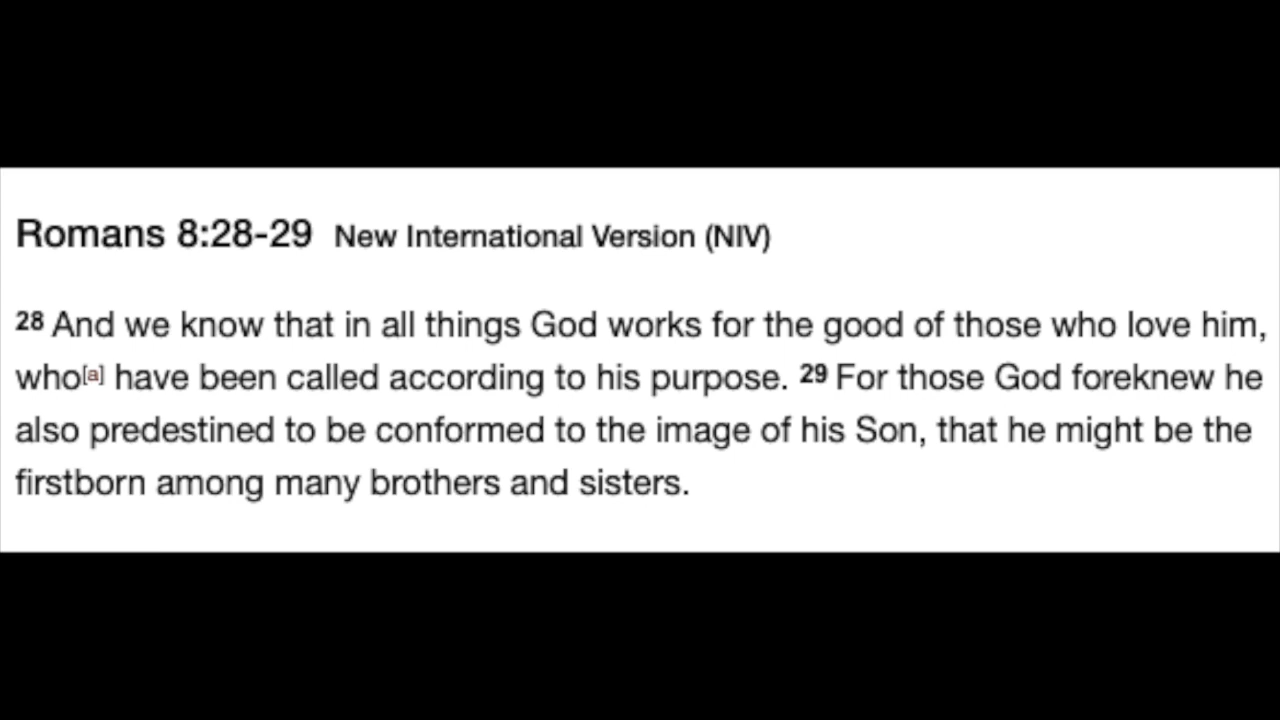 Romans 8:28-29 New International Version (NIV)
28 And we know that in all things God works for the good of those who love him,
who[a] have been called according to his purpose. 29 For those God foreknew he
also predestined to be conformed to the image of his Son, that he might be the
firstborn among many brothers and sisters.